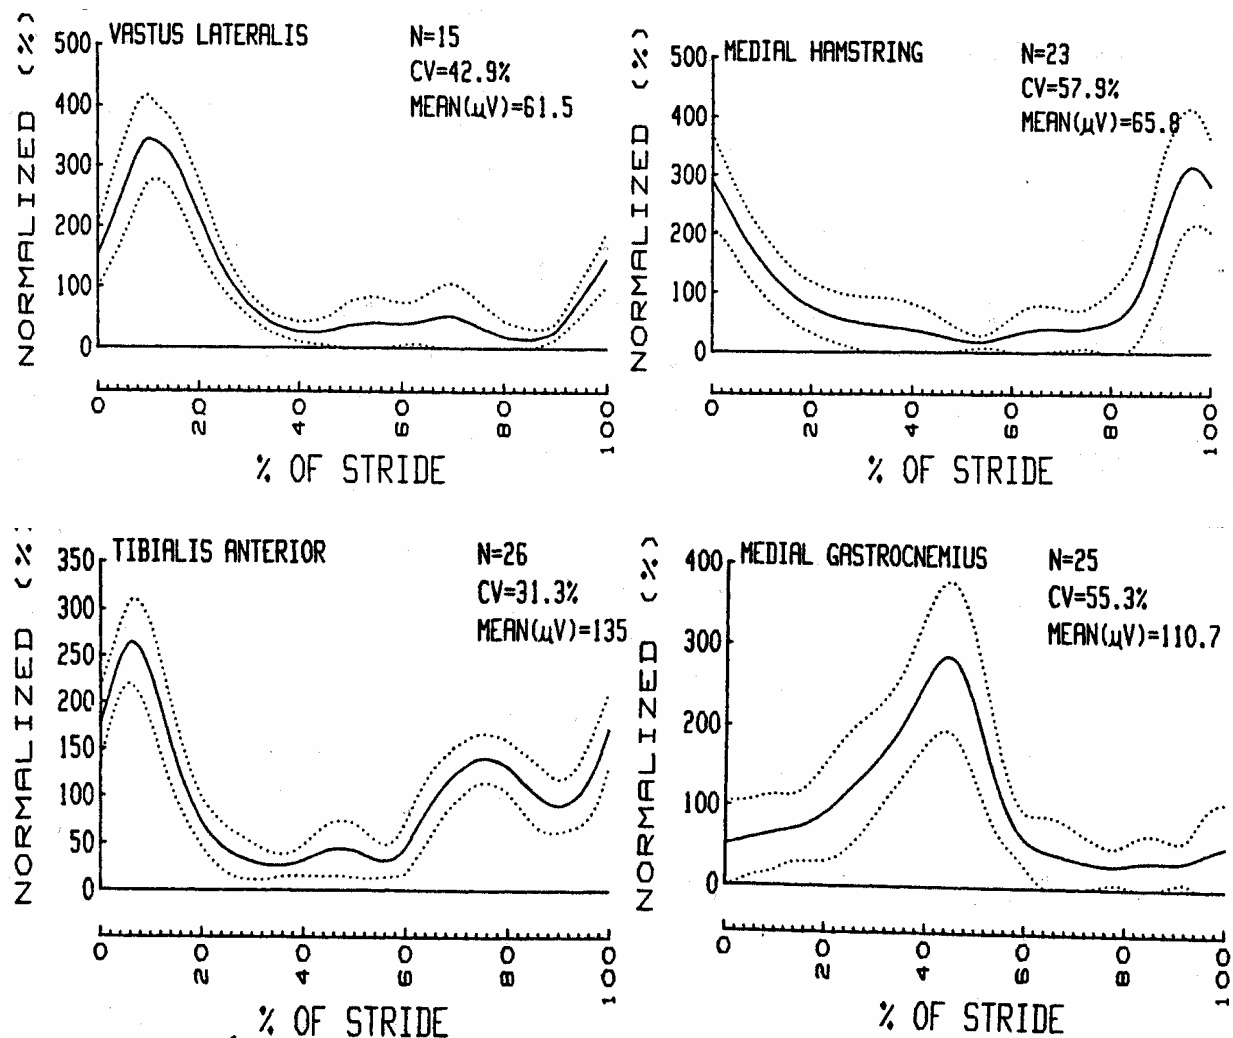 VASTUS LATERALIS
N=15
CV=42.9%
MEAN(μV)=61.5
NORMALIZED (%)
500
400
300
200
100
0
0 20 40 60 80 100
% OF STRIDE
MEDIAL HAMSTRING
N=23
CV=57.9%
MEAN(μV)=65.8
NORMALIZED (%)
500
400
300
200
100
0
0 20 40 60 80 100
% OF STRIDE
TIBIALIS ANTERIOR
N=26
CV=31.3%
MEAN(μV)=135
NORMALIZED (%)
350
300
250
200
150
100
50
0
0 20 40 60 80 100
% OF STRIDE
MEDIAL GASTROCNEMIUS
N=25
CV=55.3%
MEAN(μV)=110.7
NORMALIZED (%)
400
300
200
100
0
0 20 40 60 80 100
% OF STRIDE